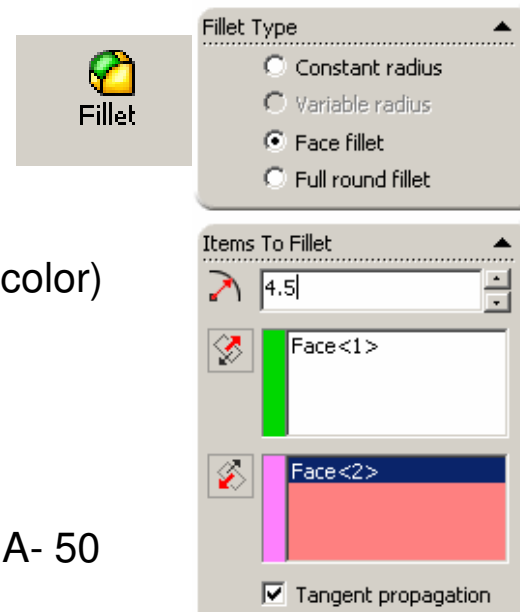 Fillet
Fillet Type
Constant radius
Variable radius
Face fillet
Full round fillet
color)
Items To Fillet
4.5
Face<1>
Face<2>
A- 50
Tangent propagation